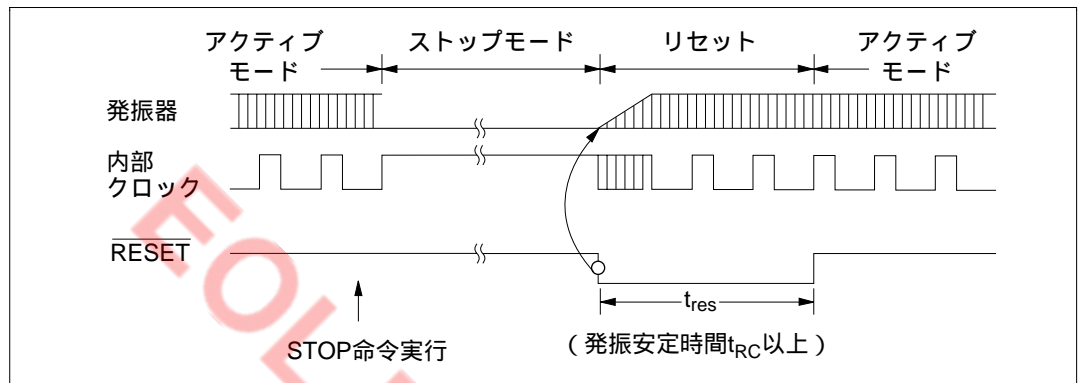 アクティブ
モード
ストップモード
リセット
アクティブ
モード
発振器
内部
クロック
RESET
tres
STOP命令実行
（発振安定時間tRC以上）
EOL